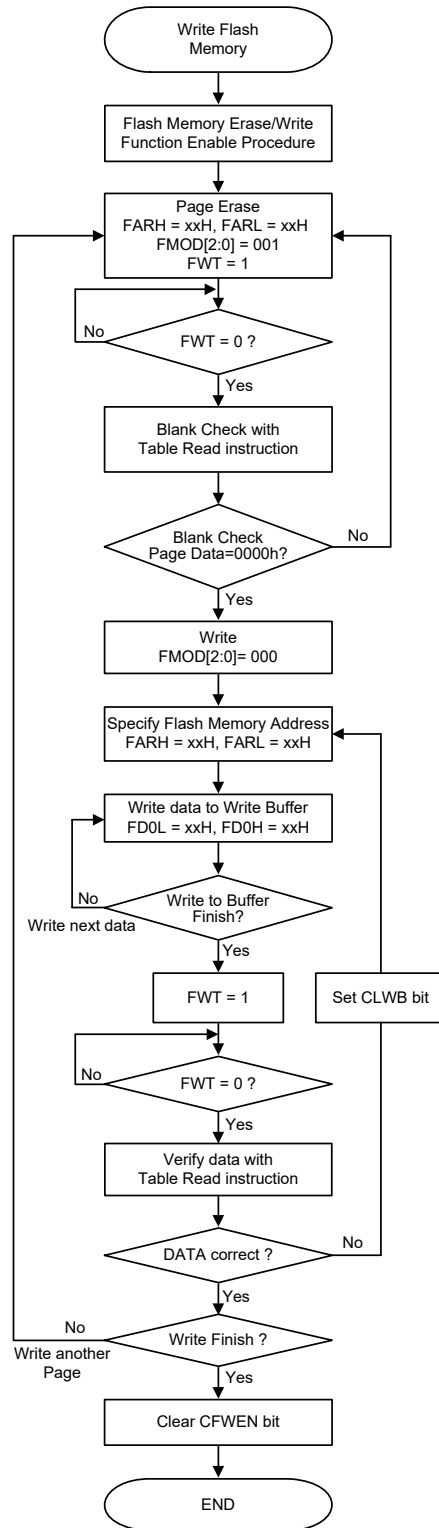 Write Flash
Memory
Flash Memory Erase/Write
Function Enable Procedure
Page Erase
FARH = xxH, FARL = xxH
FMOD[2:0] = 001
FWT = 1
No
FWT = 0 ?
Yes
Blank Check with
Table Read instruction
Blank Check
Page Data=0000h?
No
Yes
Write
FMOD[2:0]= 000
Specify Flash Memory Address
FARH = xxH, FARL = xxH
Write data to Write Buffer
FD0L = xxH, FD0H = xxH
No
Write next data
Write to Buffer
Finish?
Yes
FWT = 1
Set CLWB bit
No
FWT = 0 ?
Yes
Verify data with
Table Read instruction
DATA correct ?
No
Yes
No
Write another
Page
Write Finish ?
Yes
Clear CFWEN bit
END